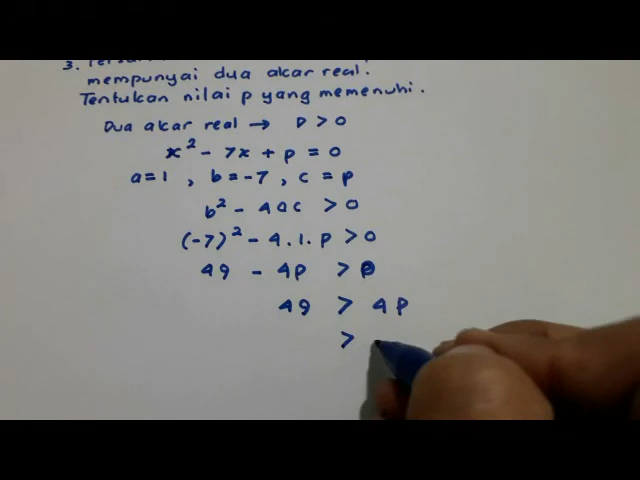 3.
mempunyai dua akar real.
Tentukan nilai p yang memenuhi.
Dua akar real → D > 0
x² - 7x + p = 0
a = 1 , b = -7 , c = p
b² - 4ac > 0
(-7)² - 4.1. p > 0
49 - 4p > 0
49 > 4p
>